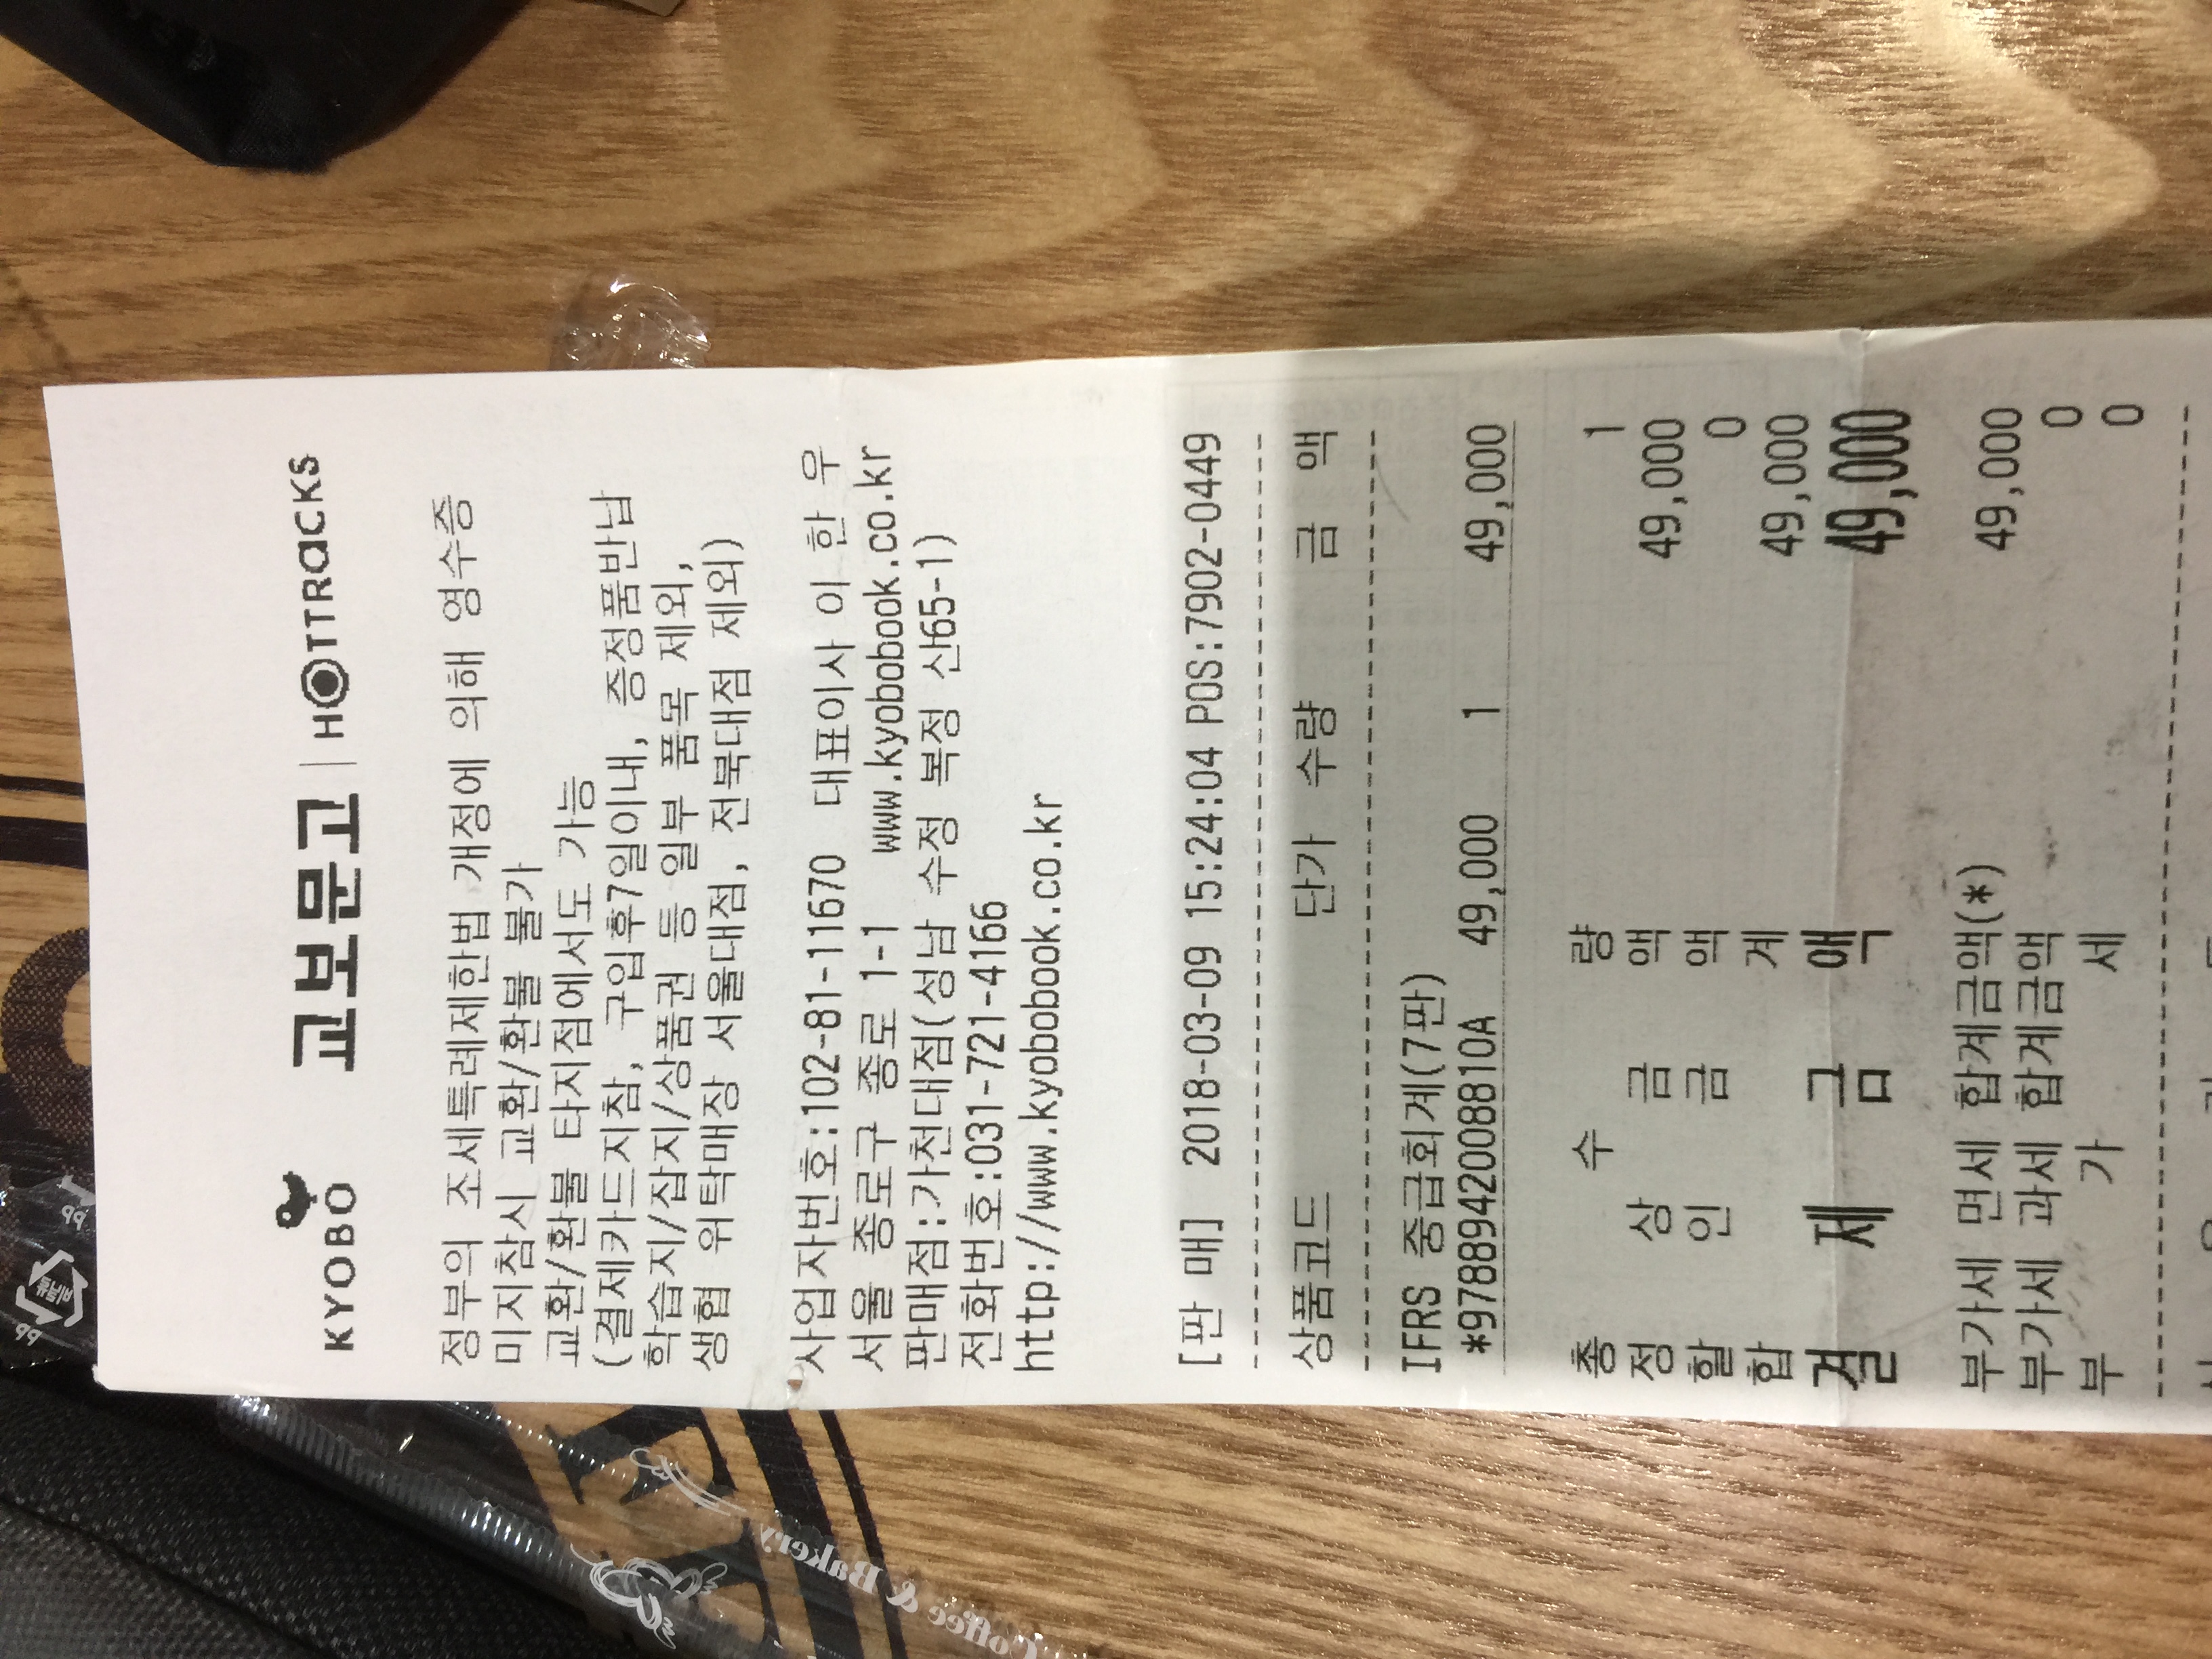 KYOBO 교보문고 HOTTRACKS
정부의 조세특례제한법 개정에 의해 영수증
미지참시 교환/환불 불가
교환/환불 타지점에서도 가능
(결제카드지참, 구입후7일이내, 증정품반납
학습지/잡지/상품권 등 일부 품목 제외,
생협 위탁매장 서울대점, 전북대점 제외)
사업자번호:102-81-11670 대표이사 이 한 우
서울 종로구 종로 1-1 www.kyobobook.co.kr
판매점:가천대점(성남 수정 복정 산65-1)
전화번호:031-721-4166
http://www.kyobobook.co.kr
[판 매] 2018-03-09 15:24:04 POS:7902-0449
상품코드 단가 수량 금 액
IFRS 중급회계(7판)
*9788942008810A 49,000 1 49,000
총 수 량 1
정 상 금 액 49,000
할 인 금 액 0
합 계 49,000
결 제 금 액 49,000
부가세 면세 합계금액(*) 49,000
부가세 과세 합계금액 0
부 가 세 0
Coffee & Bakery